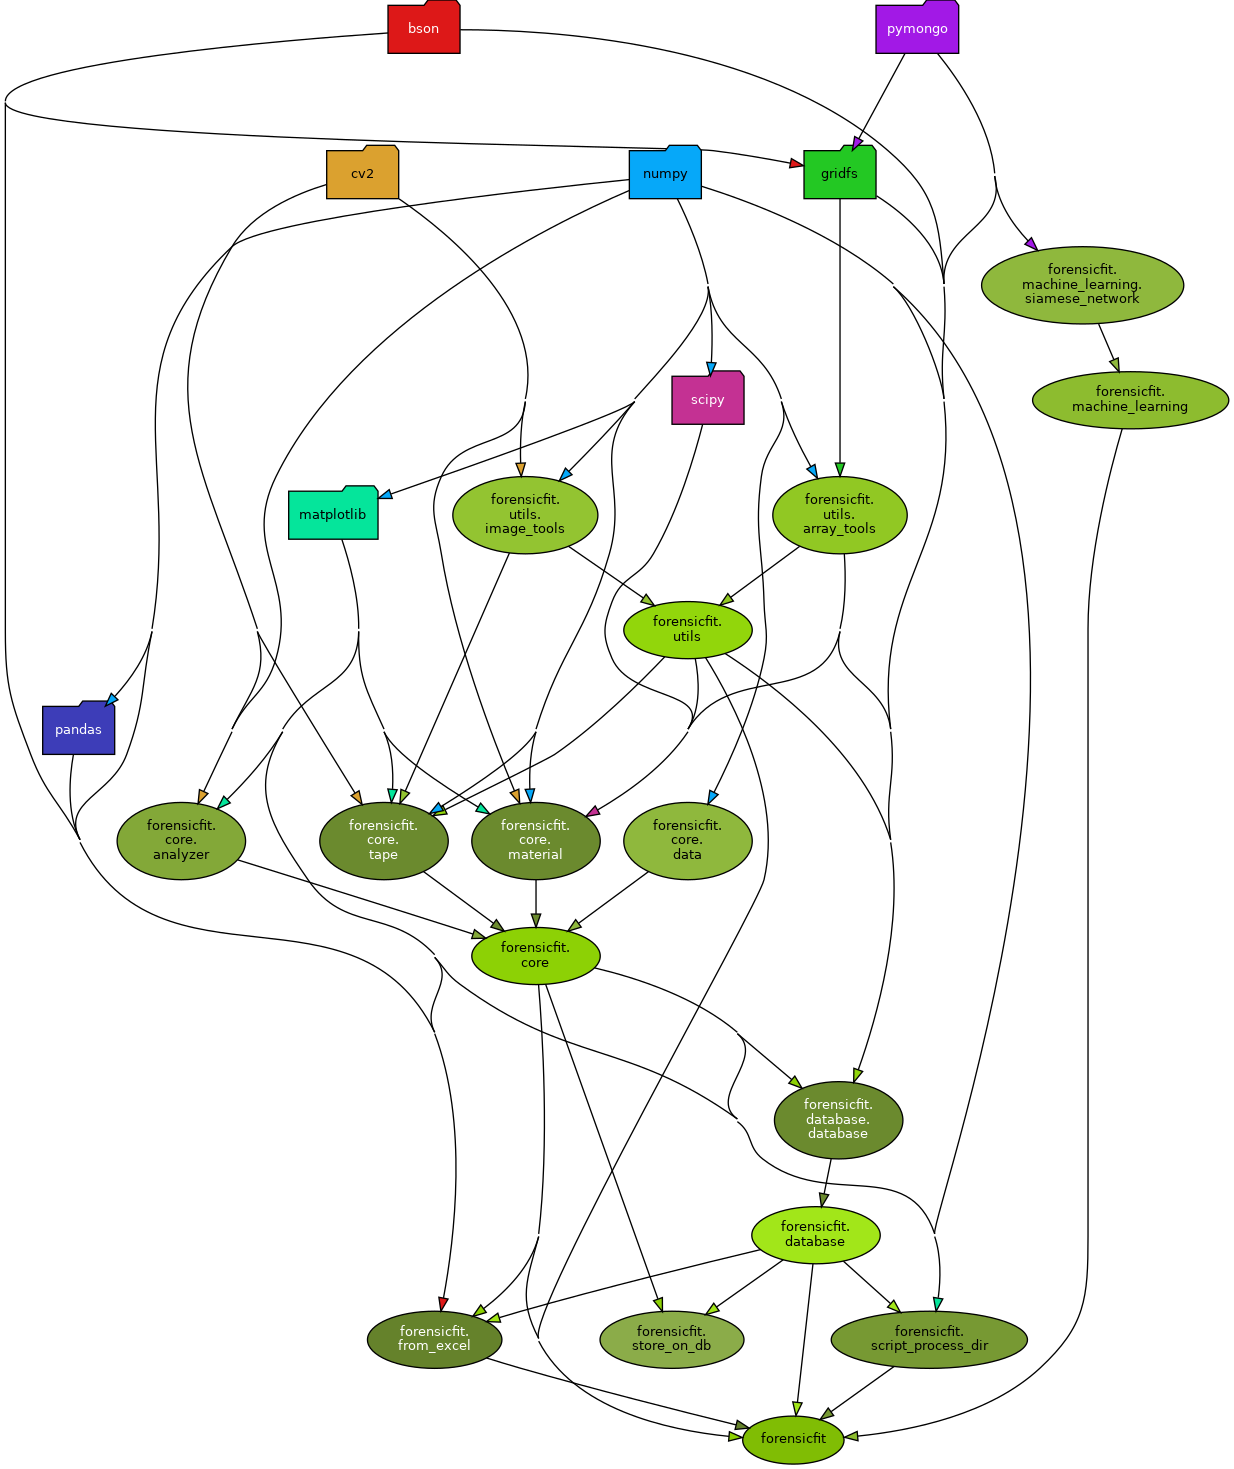 bson
pymongo
cv2
numpy
gridfs
forensicfit.
machine_learning.
siamese_network
scipy
forensicfit.
machine_learning
matplotlib
forensicfit.
utils.
image_tools
forensicfit.
utils.
array_tools
forensicfit.
utils
pandas
forensicfit.
core.
analyzer
forensicfit.
core.
tape
forensicfit.
core.
material
forensicfit.
core.
data
forensicfit.
core
forensicfit.
database.
database
forensicfit.
database
forensicfit.
from_excel
forensicfit.
store_on_db
forensicfit.
script_process_dir
forensicfit